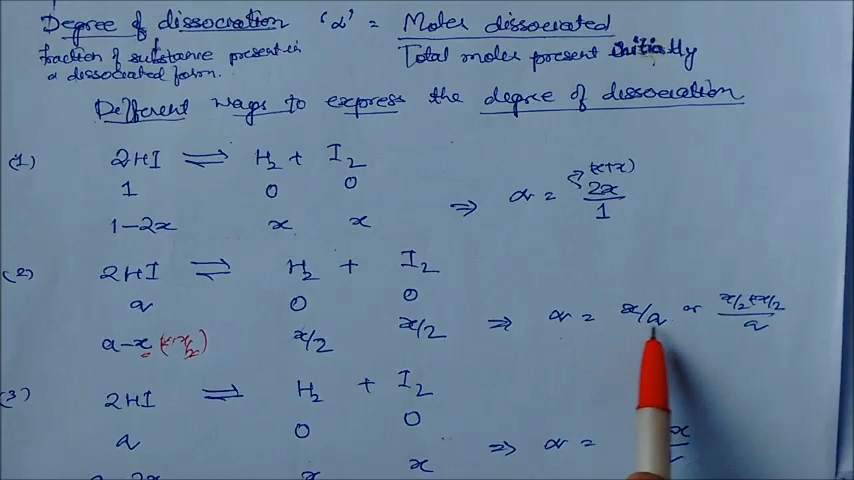 Degree of dissociation 'α' = Moles dissociated
fraction of substance present in Total moles present initially
a dissociated form.
Different ways to express the degree of dissociation
(1) 2HI ⇌ H₂ + I₂
1 0 0 (x+x)
1-2x x x ⇒ α = 2x/1
(2) 2HI ⇌ H₂ + I₂
a 0 0
a-x x/2 x/2 ⇒ α = x/a or x/2+x/2 / a
(3) 2HI ⇌ H₂ + I₂
a 0 0
x x ⇒ α =